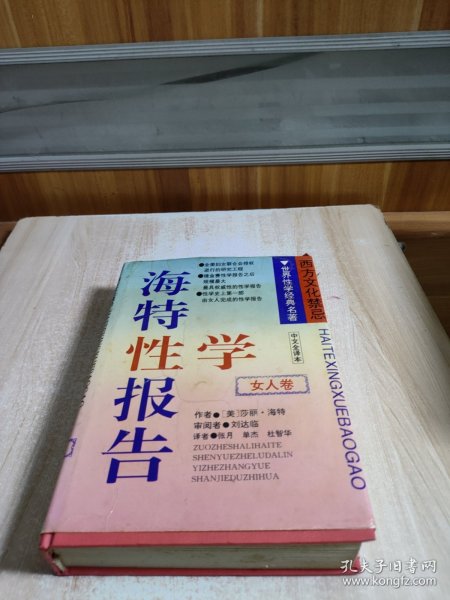 ●全美妇女联合会授权
进行的研究工程
●继金赛性学报告之后
规模最大
最具权威性的性学报告
●性学史上第一部
由女人完成的性学报告
西方文化禁忌
世界性学经典名著
中文全译本
HAITEXINGXUEBAOGAO
海特
性学
报告
女人卷
作者●[美]莎丽·海特
审阅者●刘达临
译者●张月 单杰 杜智华
ZUOZHESHALIHAITE
SHENYUEZHELUDALIN
YIZHEZHANGYUE
SHANJIEDUZHIHUA
孔夫子旧书网
www.kongfz.com